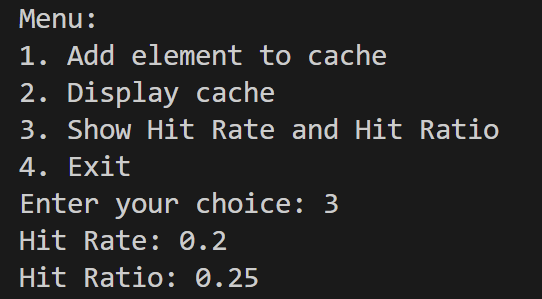 Menu:
1. Add element to cache
2. Display cache
3. Show Hit Rate and Hit Ratio
4. Exit
Enter your choice: 3
Hit Rate: 0.2
Hit Ratio: 0.25